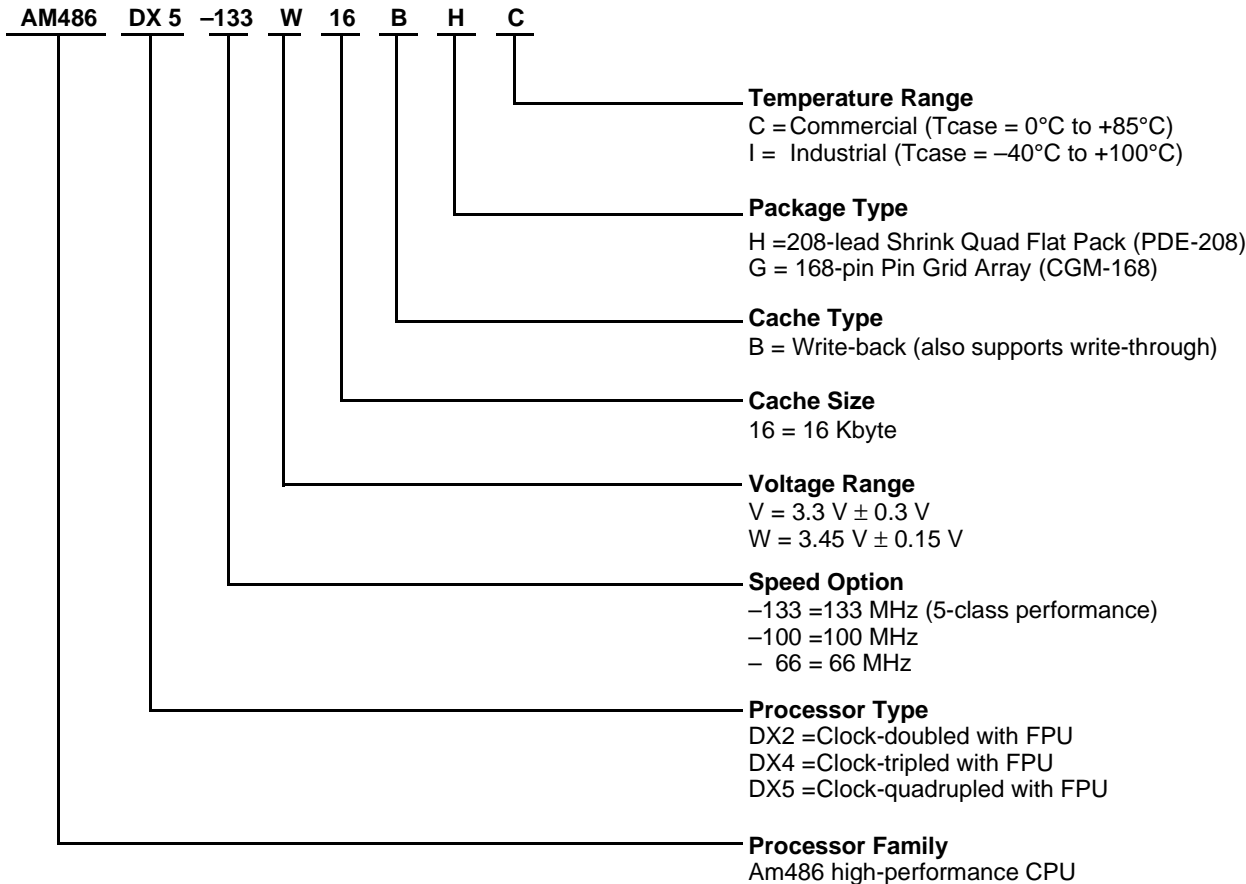 AM486 DX 5 –133 W 16 B H C
Temperature Range
C = Commercial (Tcase = 0°C to +85°C)
I = Industrial (Tcase = –40°C to +100°C)
Package Type
H =208-lead Shrink Quad Flat Pack (PDE-208)
G = 168-pin Pin Grid Array (CGM-168)
Cache Type
B = Write-back (also supports write-through)
Cache Size
16 = 16 Kbyte
Voltage Range
V = 3.3 V ± 0.3 V
W = 3.45 V ± 0.15 V
Speed Option
–133 =133 MHz (5-class performance)
–100 =100 MHz
– 66 = 66 MHz
Processor Type
DX2 =Clock-doubled with FPU
DX4 =Clock-tripled with FPU
DX5 =Clock-quadrupled with FPU
Processor Family
Am486 high-performance CPU